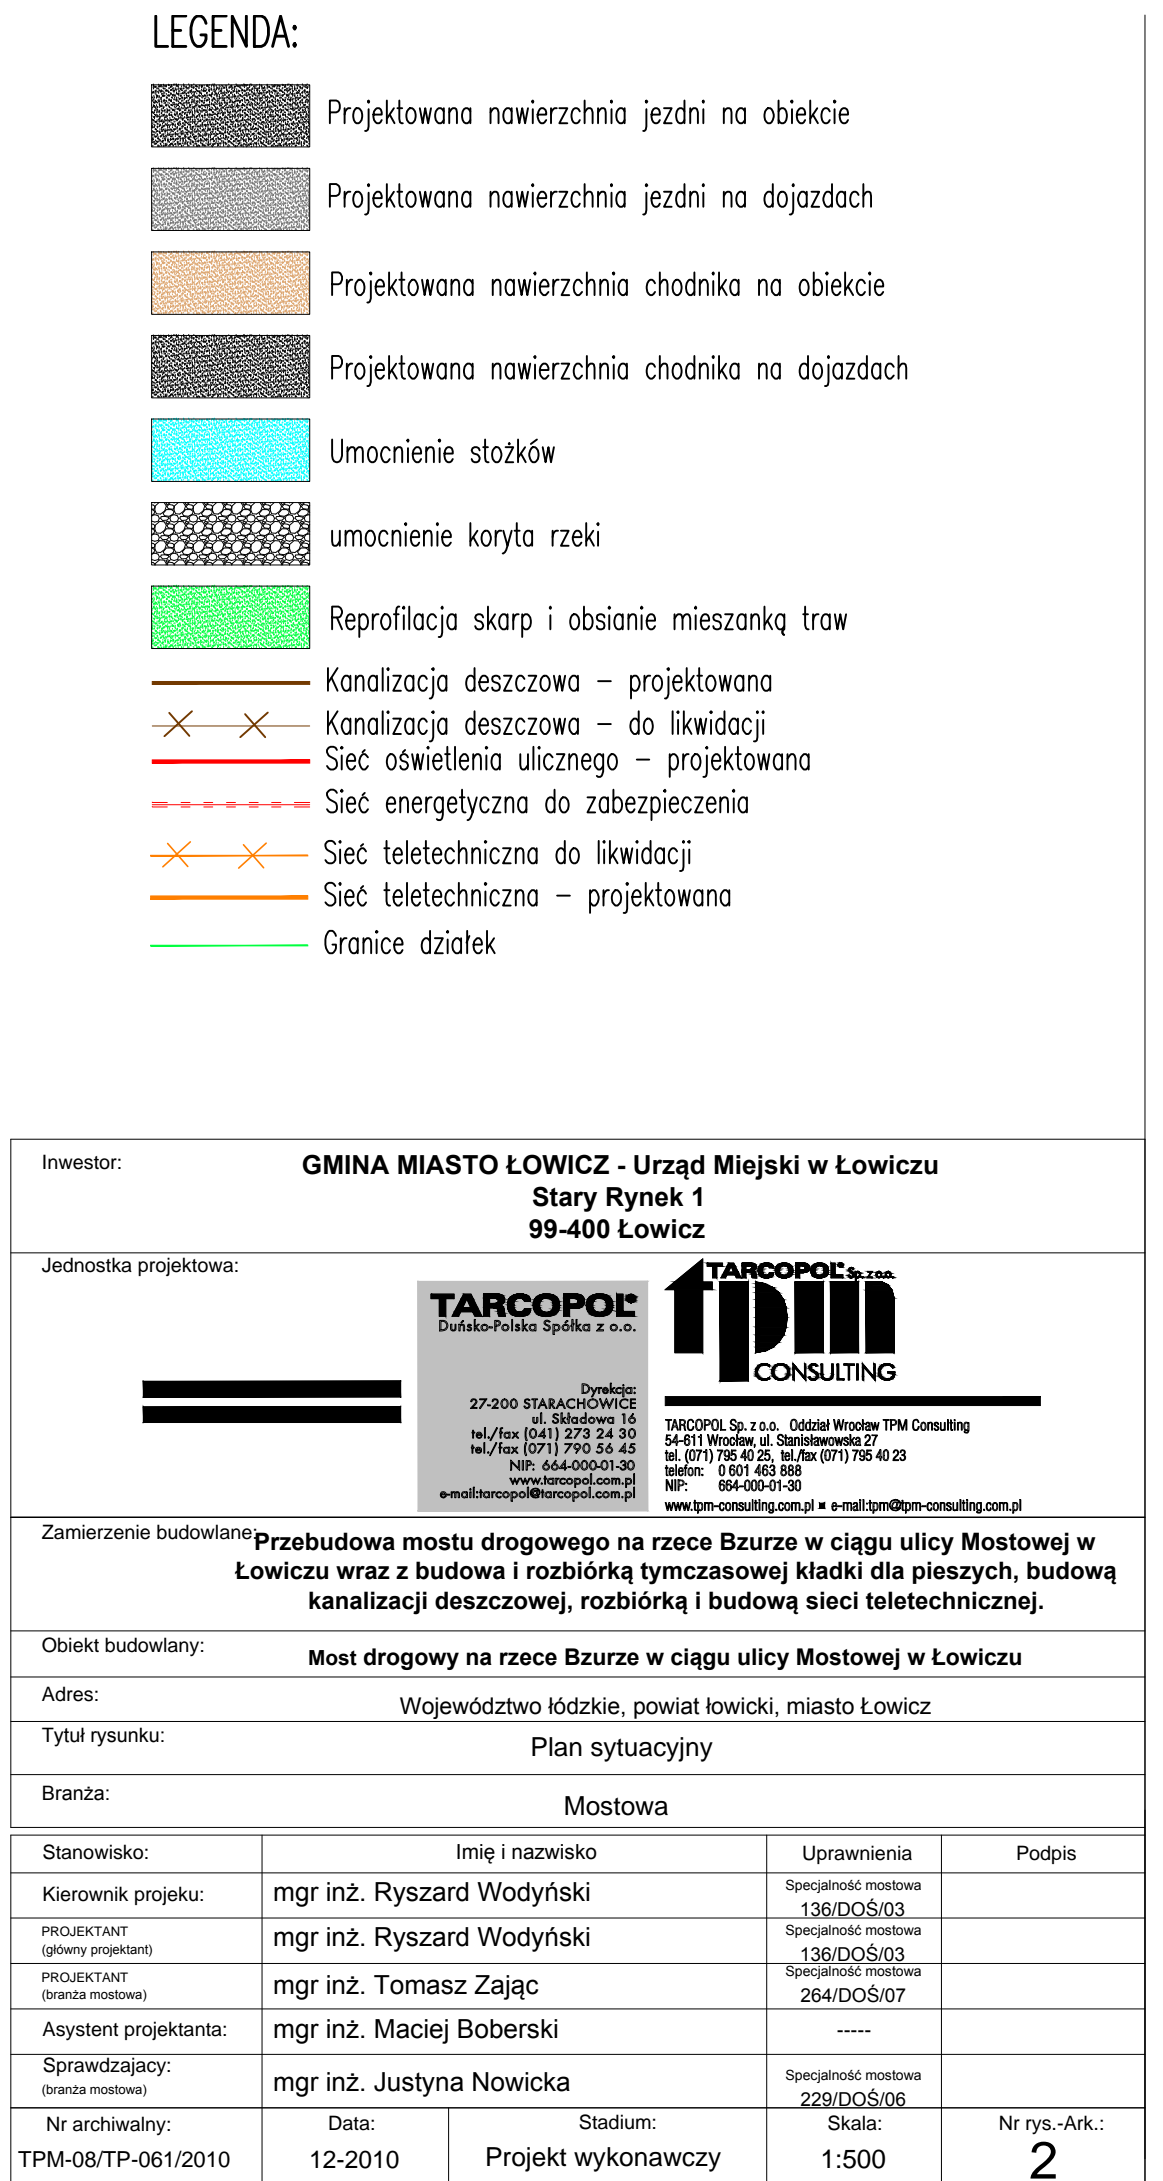 LEGENDA:
Projektowana nawierzchnia jezdni na obiekcie
Projektowana nawierzchnia jezdni na dojazdach
Projektowana nawierzchnia chodnika na obiekcie
Projektowana nawierzchnia chodnika na dojazdach
Umocnienie stożków
umocnienie koryta rzeki
Reprofilacja skarp i obsianie mieszanką traw
Kanalizacja deszczowa – projektowana
Kanalizacja deszczowa – do likwidacji
Sieć oświetlenia ulicznego – projektowana
Sieć energetyczna do zabezpieczenia
Sieć teletechniczna do likwidacji
Sieć teletechniczna – projektowana
Granice działek
Inwestor:
GMINA MIASTO ŁOWICZ - Urząd Miejski w Łowiczu
Stary Rynek 1
99-400 Łowicz
Jednostka projektowa:
TARCOPOL
Duńsko-Polska Spółka z o.o.
Dyrekcja:
27-200 STARACHOWICE
ul. Składowa 16
tel./fax (041) 273 24 30
tel./fax (071) 790 56 45
NIP: 664-000-01-30
www.tarcopol.com.pl
e-mail:tarcopol@tarcopol.com.pl
TARCOPOL Sp. z o.o.
tpm
CONSULTING
TARCOPOL Sp. z o.o. Oddział Wrocław TPM Consulting
54-611 Wrocław, ul. Stanisławowska 27
tel. (071) 795 40 25, tel./fax (071) 795 40 23
telefon: 0 601 463 888
NIP: 664-000-01-30
www.tpm-consulting.com.pl ▪ e-mail:tpm@tpm-consulting.com.pl
Zamierzenie budowlane:
Przebudowa mostu drogowego na rzece Bzurze w ciągu ulicy Mostowej w
Łowiczu wraz z budowa i rozbiórką tymczasowej kładki dla pieszych, budową
kanalizacji deszczowej, rozbiórką i budową sieci teletechnicznej.
Obiekt budowlany:
Most drogowy na rzece Bzurze w ciągu ulicy Mostowej w Łowiczu
Adres:
Województwo łódzkie, powiat łowicki, miasto Łowicz
Tytuł rysunku:
Plan sytuacyjny
Branża:
Mostowa
Stanowisko: Imię i nazwisko Uprawnienia Podpis
Kierownik projeku: mgr inż. Ryszard Wodyński Specjalność mostowa
136/DOŚ/03
PROJEKTANT
(główny projektant) mgr inż. Ryszard Wodyński Specjalność mostowa
136/DOŚ/03
PROJEKTANT
(branża mostowa) mgr inż. Tomasz Zając Specjalność mostowa
264/DOŚ/07
Asystent projektanta: mgr inż. Maciej Boberski -----
Sprawdzajacy:
(branża mostowa) mgr inż. Justyna Nowicka Specjalność mostowa
229/DOŚ/06
Nr archiwalny: Data: Stadium: Skala: Nr rys.-Ark.:
TPM-08/TP-061/2010 12-2010 Projekt wykonawczy 1:500 2